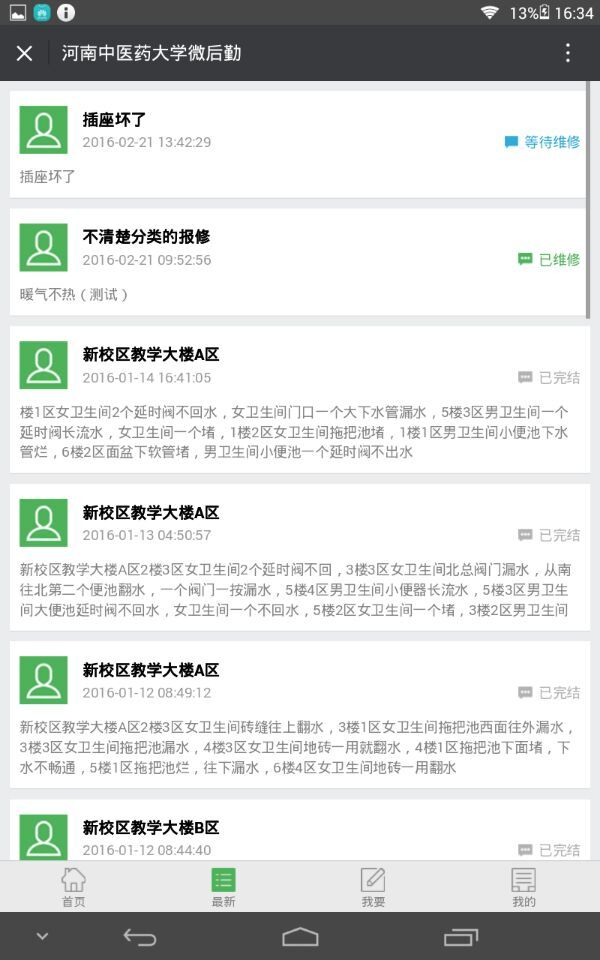 13% 16:34
河南中医药大学微后勤
插座坏了
2016-02-21 13:42:29
等待维修
插座坏了
不清楚分类的报修
2016-02-21 09:52:56
已维修
暖气不热（测试）
新校区教学大楼A区
2016-01-14 16:41:05
已完结
楼1区女卫生间2个延时阀不回水，女卫生间门口一个大下水管漏水，5楼3区男卫生间一个
延时阀长流水，女卫生间一个堵，1楼2区女卫生间拖把池堵，1楼1区男卫生间小便池下水
管烂，6楼2区面盆下软管堵，男卫生间小便池一个延时阀不出水
新校区教学大楼A区
2016-01-13 04:50:57
已完结
新校区教学大楼A区2楼3区女卫生间2个延时阀不回，3楼3区女卫生间北总阀门漏水，从南
往北第二个便池翻水，一个阀门一按漏水，5楼4区男卫生间小便器长流水，5楼3区男卫生
间大便池延时阀不回水，女卫生间一个不回水，5楼2区女卫生间一个堵，3楼2区男卫生间
新校区教学大楼A区
2016-01-12 08:49:12
已完结
新校区教学大楼A区2楼3区女卫生间砖缝往上翻水，3楼1区女卫生间拖把池西面往外漏水，
3楼3区女卫生间拖把池漏水，4楼3区女卫生间地砖一用就翻水，4楼1区拖把池下面堵，下
水不畅通，5楼1区拖把池烂，往下漏水，6楼4区女卫生间地砖一用翻水
新校区教学大楼B区
2016-01-12 08:44:40
已完结
首页
最新
我要
我的